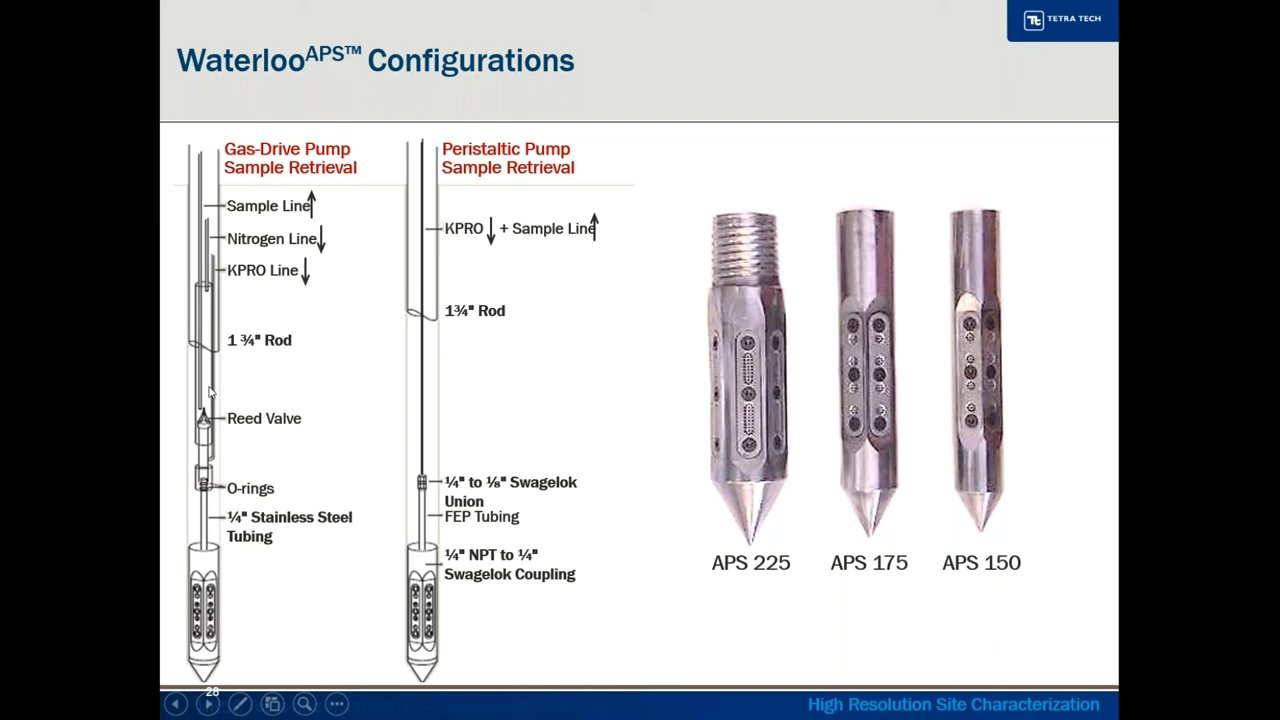 Tt TETRA TECH
Waterloo^APS™ Configurations
Gas-Drive Pump
Sample Retrieval
Sample Line
Nitrogen Line
KPRO Line
1 ¾" Rod
Reed Valve
O-rings
¼" Stainless Steel
Tubing
Peristaltic Pump
Sample Retrieval
KPRO + Sample Line
1¾" Rod
¼" to ⅛" Swagelok
Union
FEP Tubing
¼" NPT to ¼"
Swagelok Coupling
APS 225
APS 175
APS 150
28
High Resolution Site Characterization